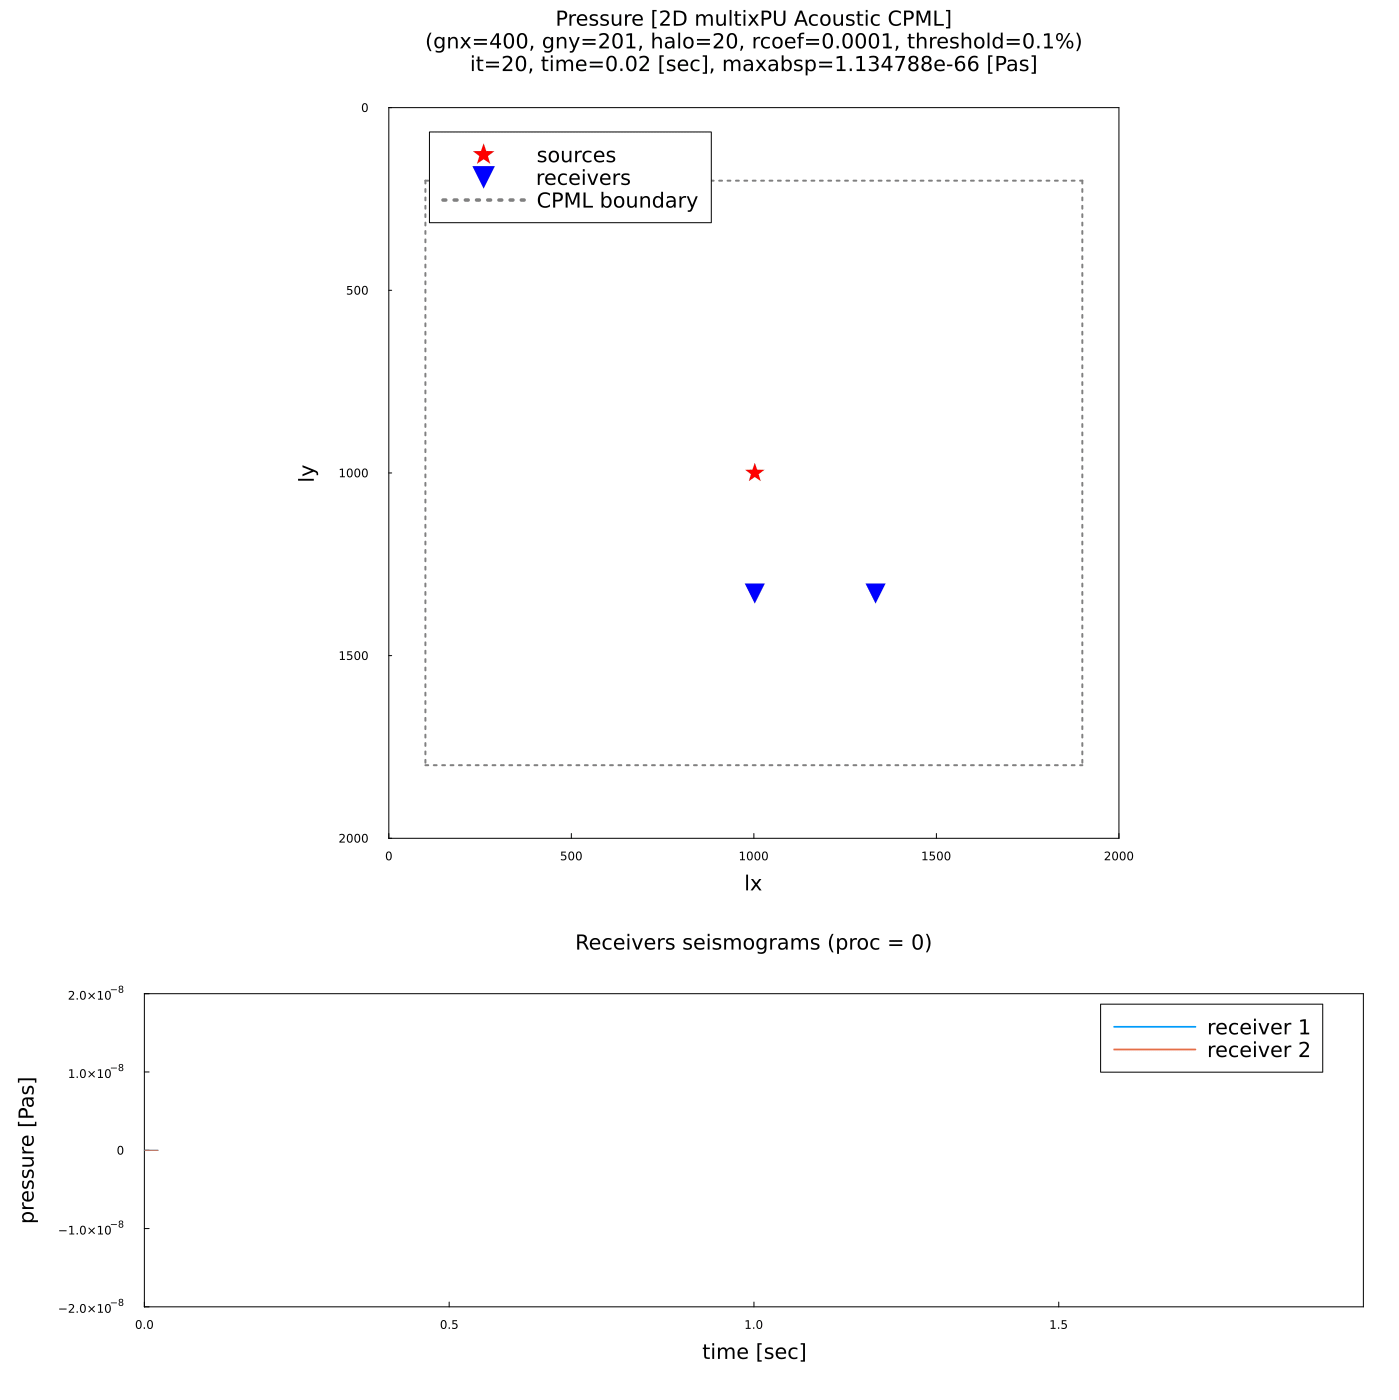 Pressure [2D multixPU Acoustic CPML]
(gnx=400, gny=201, halo=20, rcoef=0.0001, threshold=0.1%)
it=20, time=0.02 [sec], maxabsp=1.134788e-66 [Pas]
0
sources
receivers
CPML boundary
500
ly
1000
1500
2000
0 500 1000 1500 2000
lx
Receivers seismograms (proc = 0)
2.0×10⁻⁸
receiver 1
receiver 2
1.0×10⁻⁸
pressure [Pas]
0
−1.0×10⁻⁸
−2.0×10⁻⁸
0.0 0.5 1.0 1.5
time [sec]